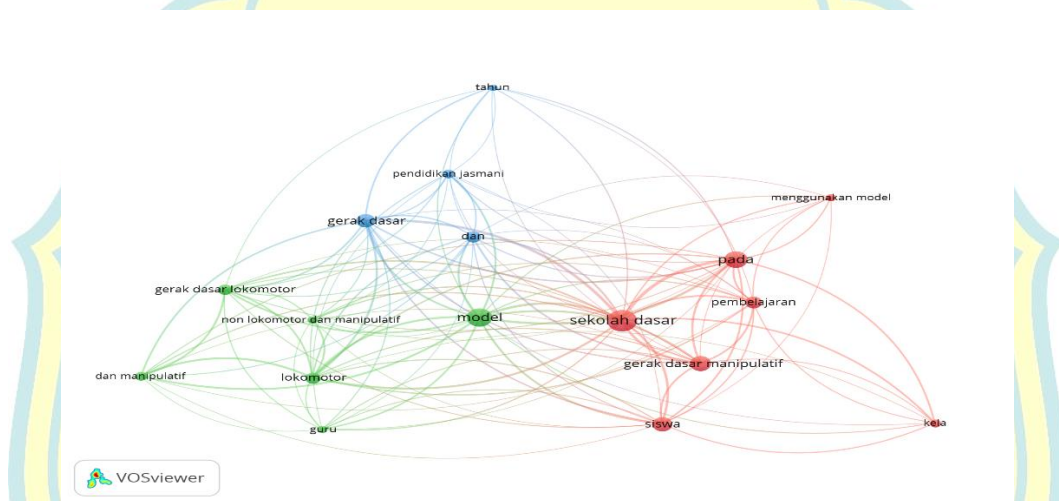 tahun
pendidikan jasmani
menggunakan model
gerak dasar
dan
pada
gerak dasar lokomotor
pembelajaran
non lokomotor dan manipulatif
model
sekolah dasar
gerak dasar manipulatif
dan manipulatif
lokomotor
guru
siswa
kela
VOSviewer